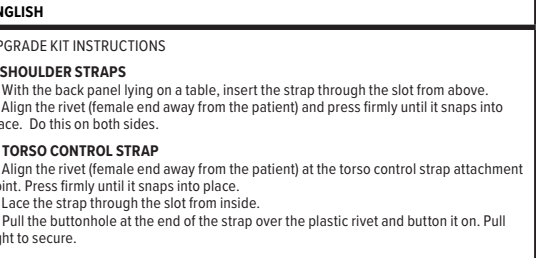 NGLISH
PGRADE KIT INSTRUCTIONS
SHOULDER STRAPS
With the back panel lying on a table, insert the strap through the slot from above.
Align the rivet (female end away from the patient) and press firmly until it snaps into
ace. Do this on both sides.
TORSO CONTROL STRAP
Align the rivet (female end away from the patient) at the torso control strap attachment
oint. Press firmly until it snaps into place.
Lace the strap through the slot from inside.
Pull the buttonhole at the end of the strap over the plastic rivet and button it on. Pull
ght to secure.